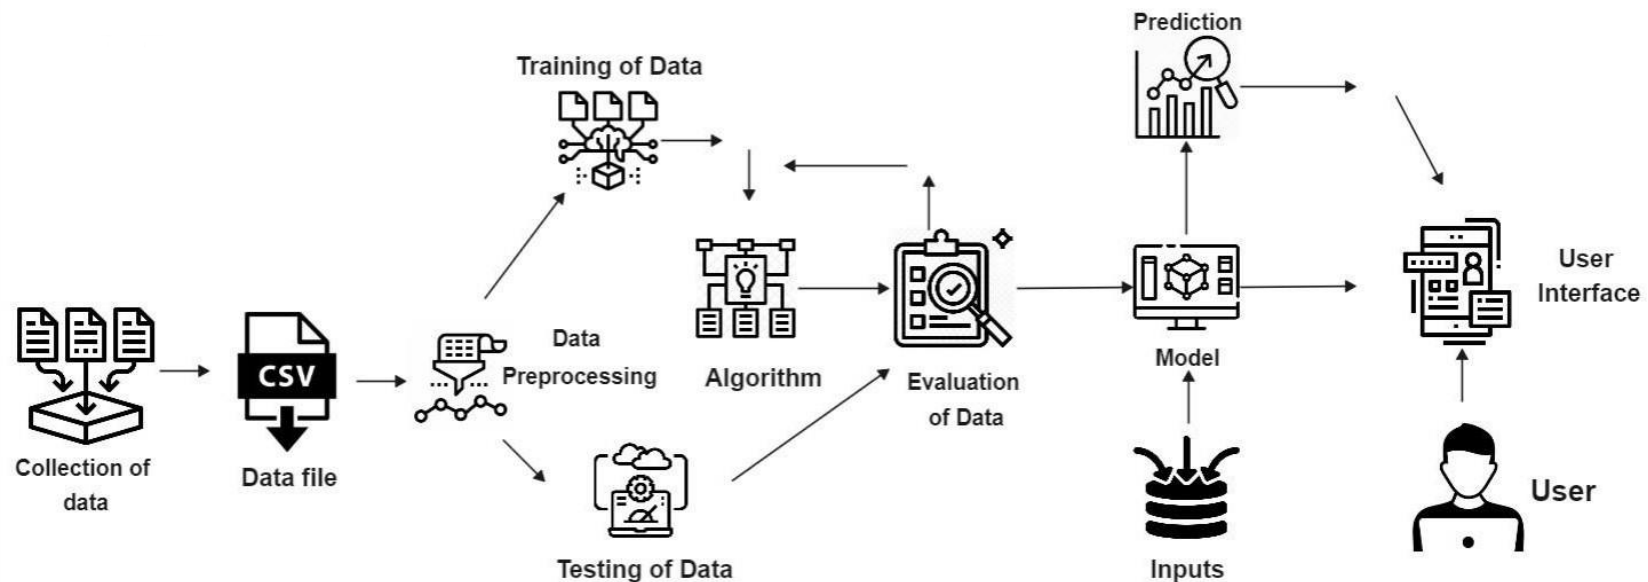 Prediction
Training of Data
User
Interface
Data
Preprocessing
CSV
Algorithm
Model
Evaluation
of Data
Collection of
data
Data file
User
Testing of Data
Inputs